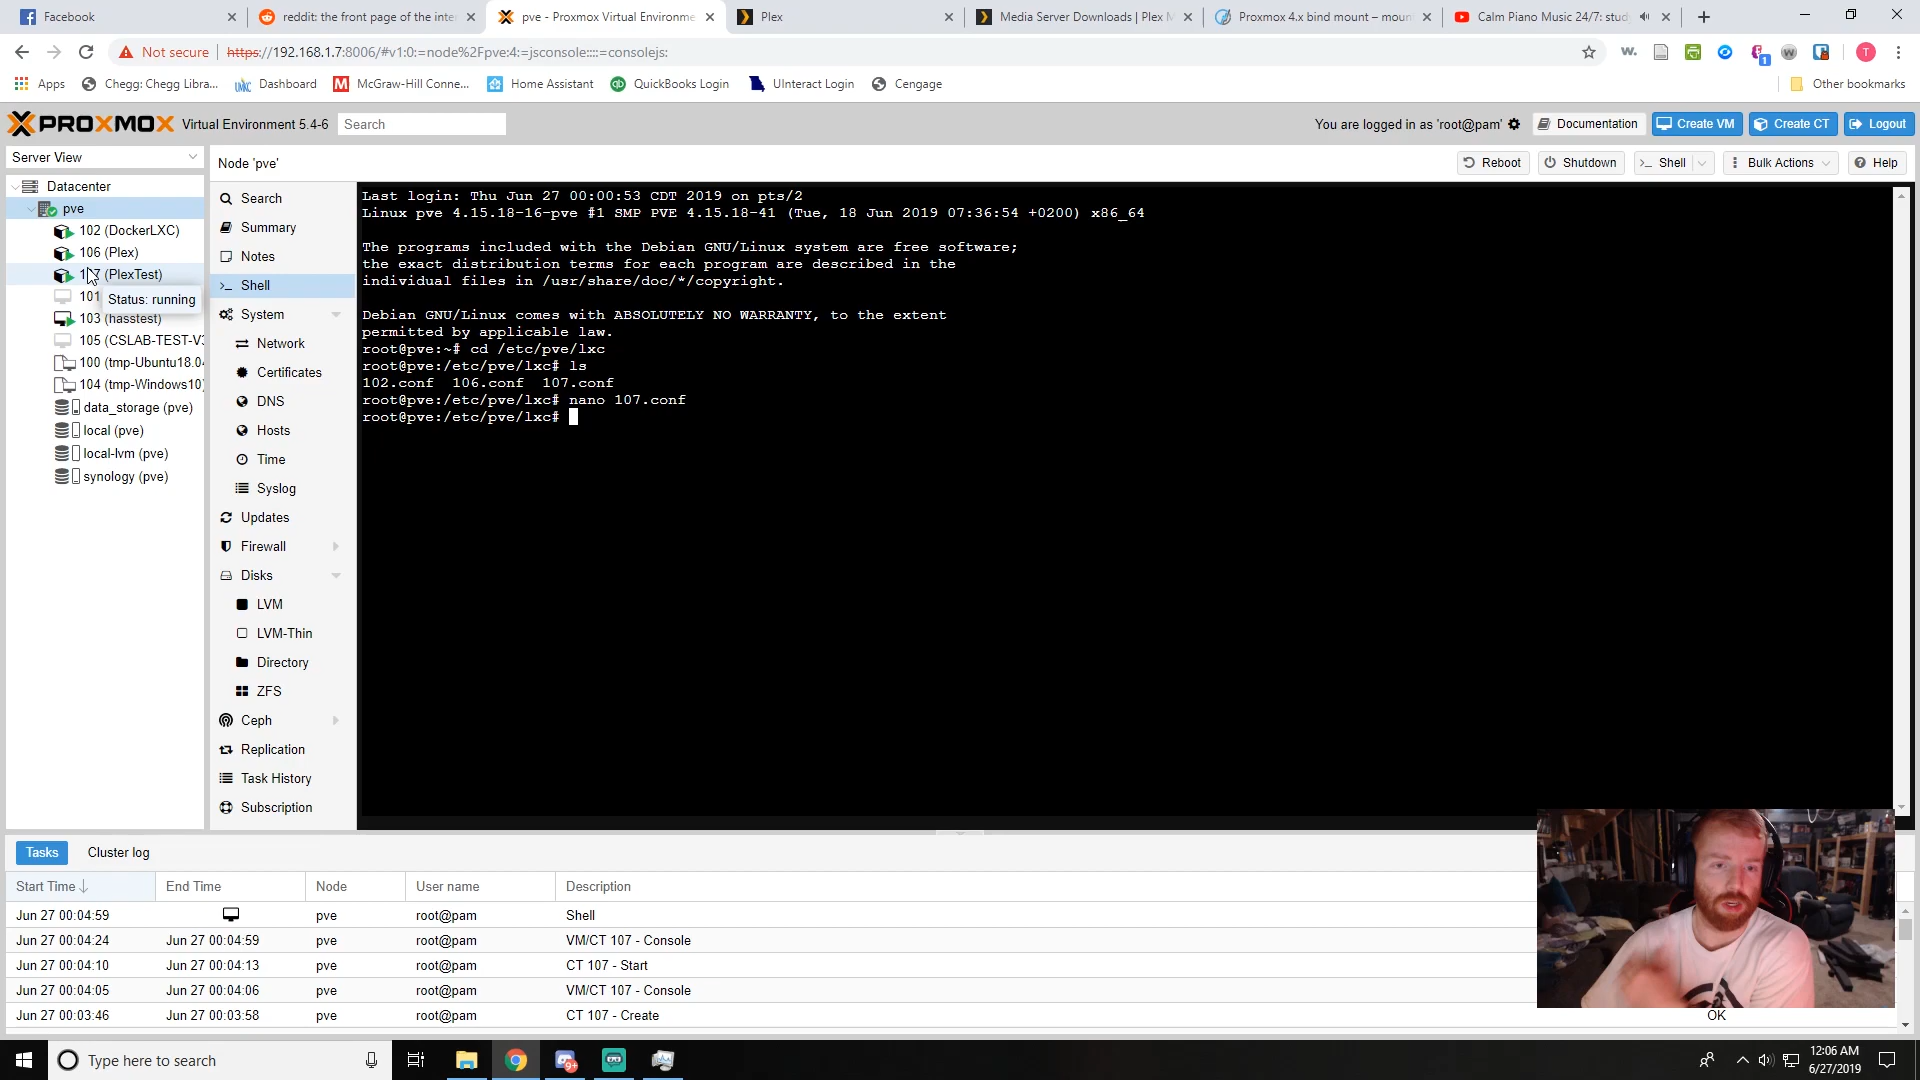 Facebook
reddit: the front page of the inter
pve - Proxmox Virtual Environme
Plex
Media Server Downloads | Plex M
Proxmox 4.x bind mount – moun
Calm Piano Music 24/7: stud
Not secure
https://192.168.1.7:8006/#v1:0:=node%2Fpve:4:=jsconsole::::=consolejs:
Apps
Chegg: Chegg Libra...
Dashboard
McGraw-Hill Conne...
Home Assistant
QuickBooks Login
UInteract Login
Cengage
Other bookmarks
PROXMOX Virtual Environment 5.4-6
Search
You are logged in as 'root@pam'
Documentation
Create VM
Create CT
Logout
Server View
Node 'pve'
Reboot
Shutdown
Shell
Bulk Actions
Help
Datacenter
pve
102 (DockerLXC)
106 (Plex)
107 (PlexTest)
101
Status: running
103 (hasstest)
105 (CSLAB-TEST-V3
100 (tmp-Ubuntu18.04
104 (tmp-Windows10)
data_storage (pve)
local (pve)
local-lvm (pve)
synology (pve)
Search
Summary
Notes
Shell
System
Network
Certificates
DNS
Hosts
Time
Syslog
Updates
Firewall
Disks
LVM
LVM-Thin
Directory
ZFS
Ceph
Replication
Task History
Subscription
Last login: Thu Jun 27 00:00:53 CDT 2019 on pts/2
Linux pve 4.15.18-16-pve #1 SMP PVE 4.15.18-41 (Tue, 18 Jun 2019 07:36:54 +0200) x86_64
The programs included with the Debian GNU/Linux system are free software;
the exact distribution terms for each program are described in the
individual files in /usr/share/doc/*/copyright.
Debian GNU/Linux comes with ABSOLUTELY NO WARRANTY, to the extent
permitted by applicable law.
root@pve:~# cd /etc/pve/lxc
root@pve:/etc/pve/lxc# ls
102.conf  106.conf  107.conf
root@pve:/etc/pve/lxc# nano 107.conf
root@pve:/etc/pve/lxc#
Tasks
Cluster log
Start Time
End Time
Node
User name
Description
Jun 27 00:04:59 pve root@pam Shell
Jun 27 00:04:24 Jun 27 00:04:59 pve root@pam VM/CT 107 - Console
Jun 27 00:04:10 Jun 27 00:04:13 pve root@pam CT 107 - Start
Jun 27 00:04:05 Jun 27 00:04:06 pve root@pam VM/CT 107 - Console
Jun 27 00:03:46 Jun 27 00:03:58 pve root@pam CT 107 - Create
OK
Type here to search
12:06 AM
6/27/2019